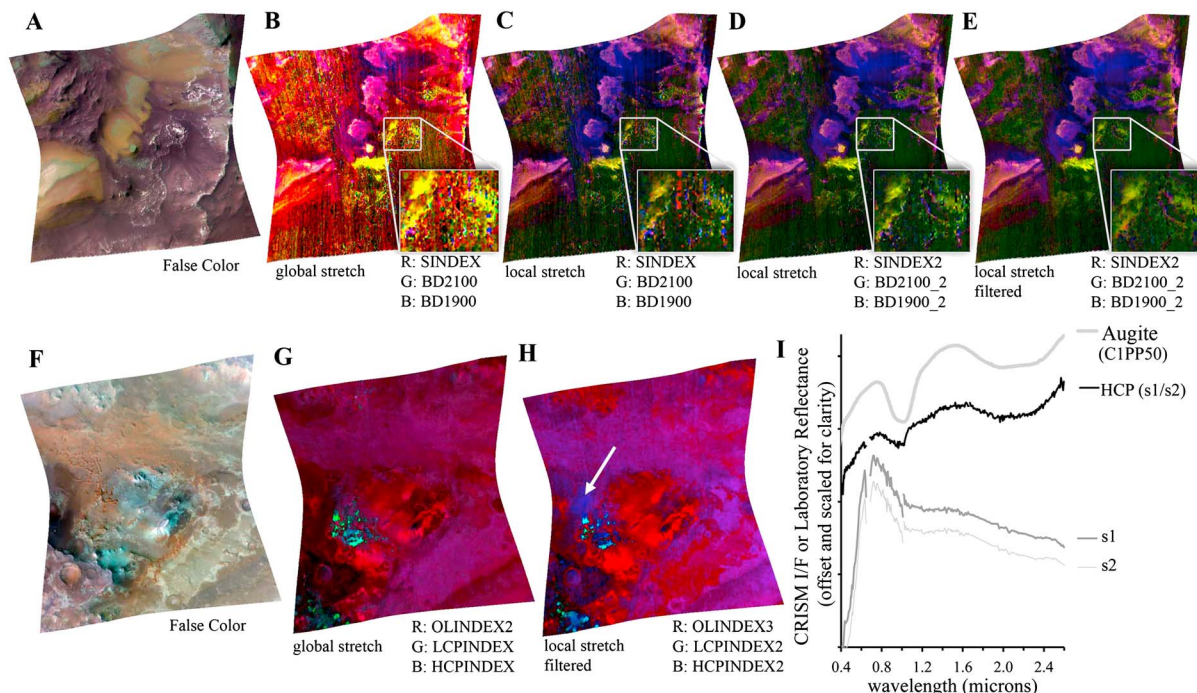 A
B
C
D
E
False Color
global stretch
R: SINDEX
G: BD2100
B: BD1900
local stretch
R: SINDEX
G: BD2100
B: BD1900
local stretch
R: SINDEX2
G: BD2100_2
B: BD1900_2
local stretch
filtered
R: SINDEX2
G: BD2100_2
B: BD1900_2
F
G
H
I
False Color
global stretch
R: OLINDEX2
G: LCPINDEX
B: HCPINDEX
local stretch
filtered
R: OLINDEX3
G: LCPINDEX2
B: HCPINDEX2
CRISM I/F or Laboratory Reflectance
(offset and scaled for clarity)
Augite
(C1PP50)
HCP (s1/s2)
s1
s2
0.4 0.8 1.2 1.6 2.0 2.4
wavelength (microns)